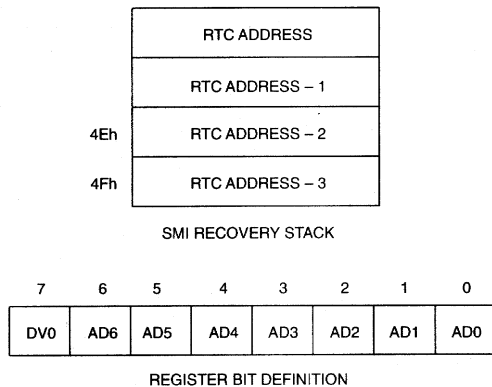 RTC ADDRESS
RTC ADDRESS – 1
4Eh RTC ADDRESS – 2
4Fh RTC ADDRESS – 3
SMI RECOVERY STACK
7 6 5 4 3 2 1 0
DV0 AD6 AD5 AD4 AD3 AD2 AD1 AD0
REGISTER BIT DEFINITION